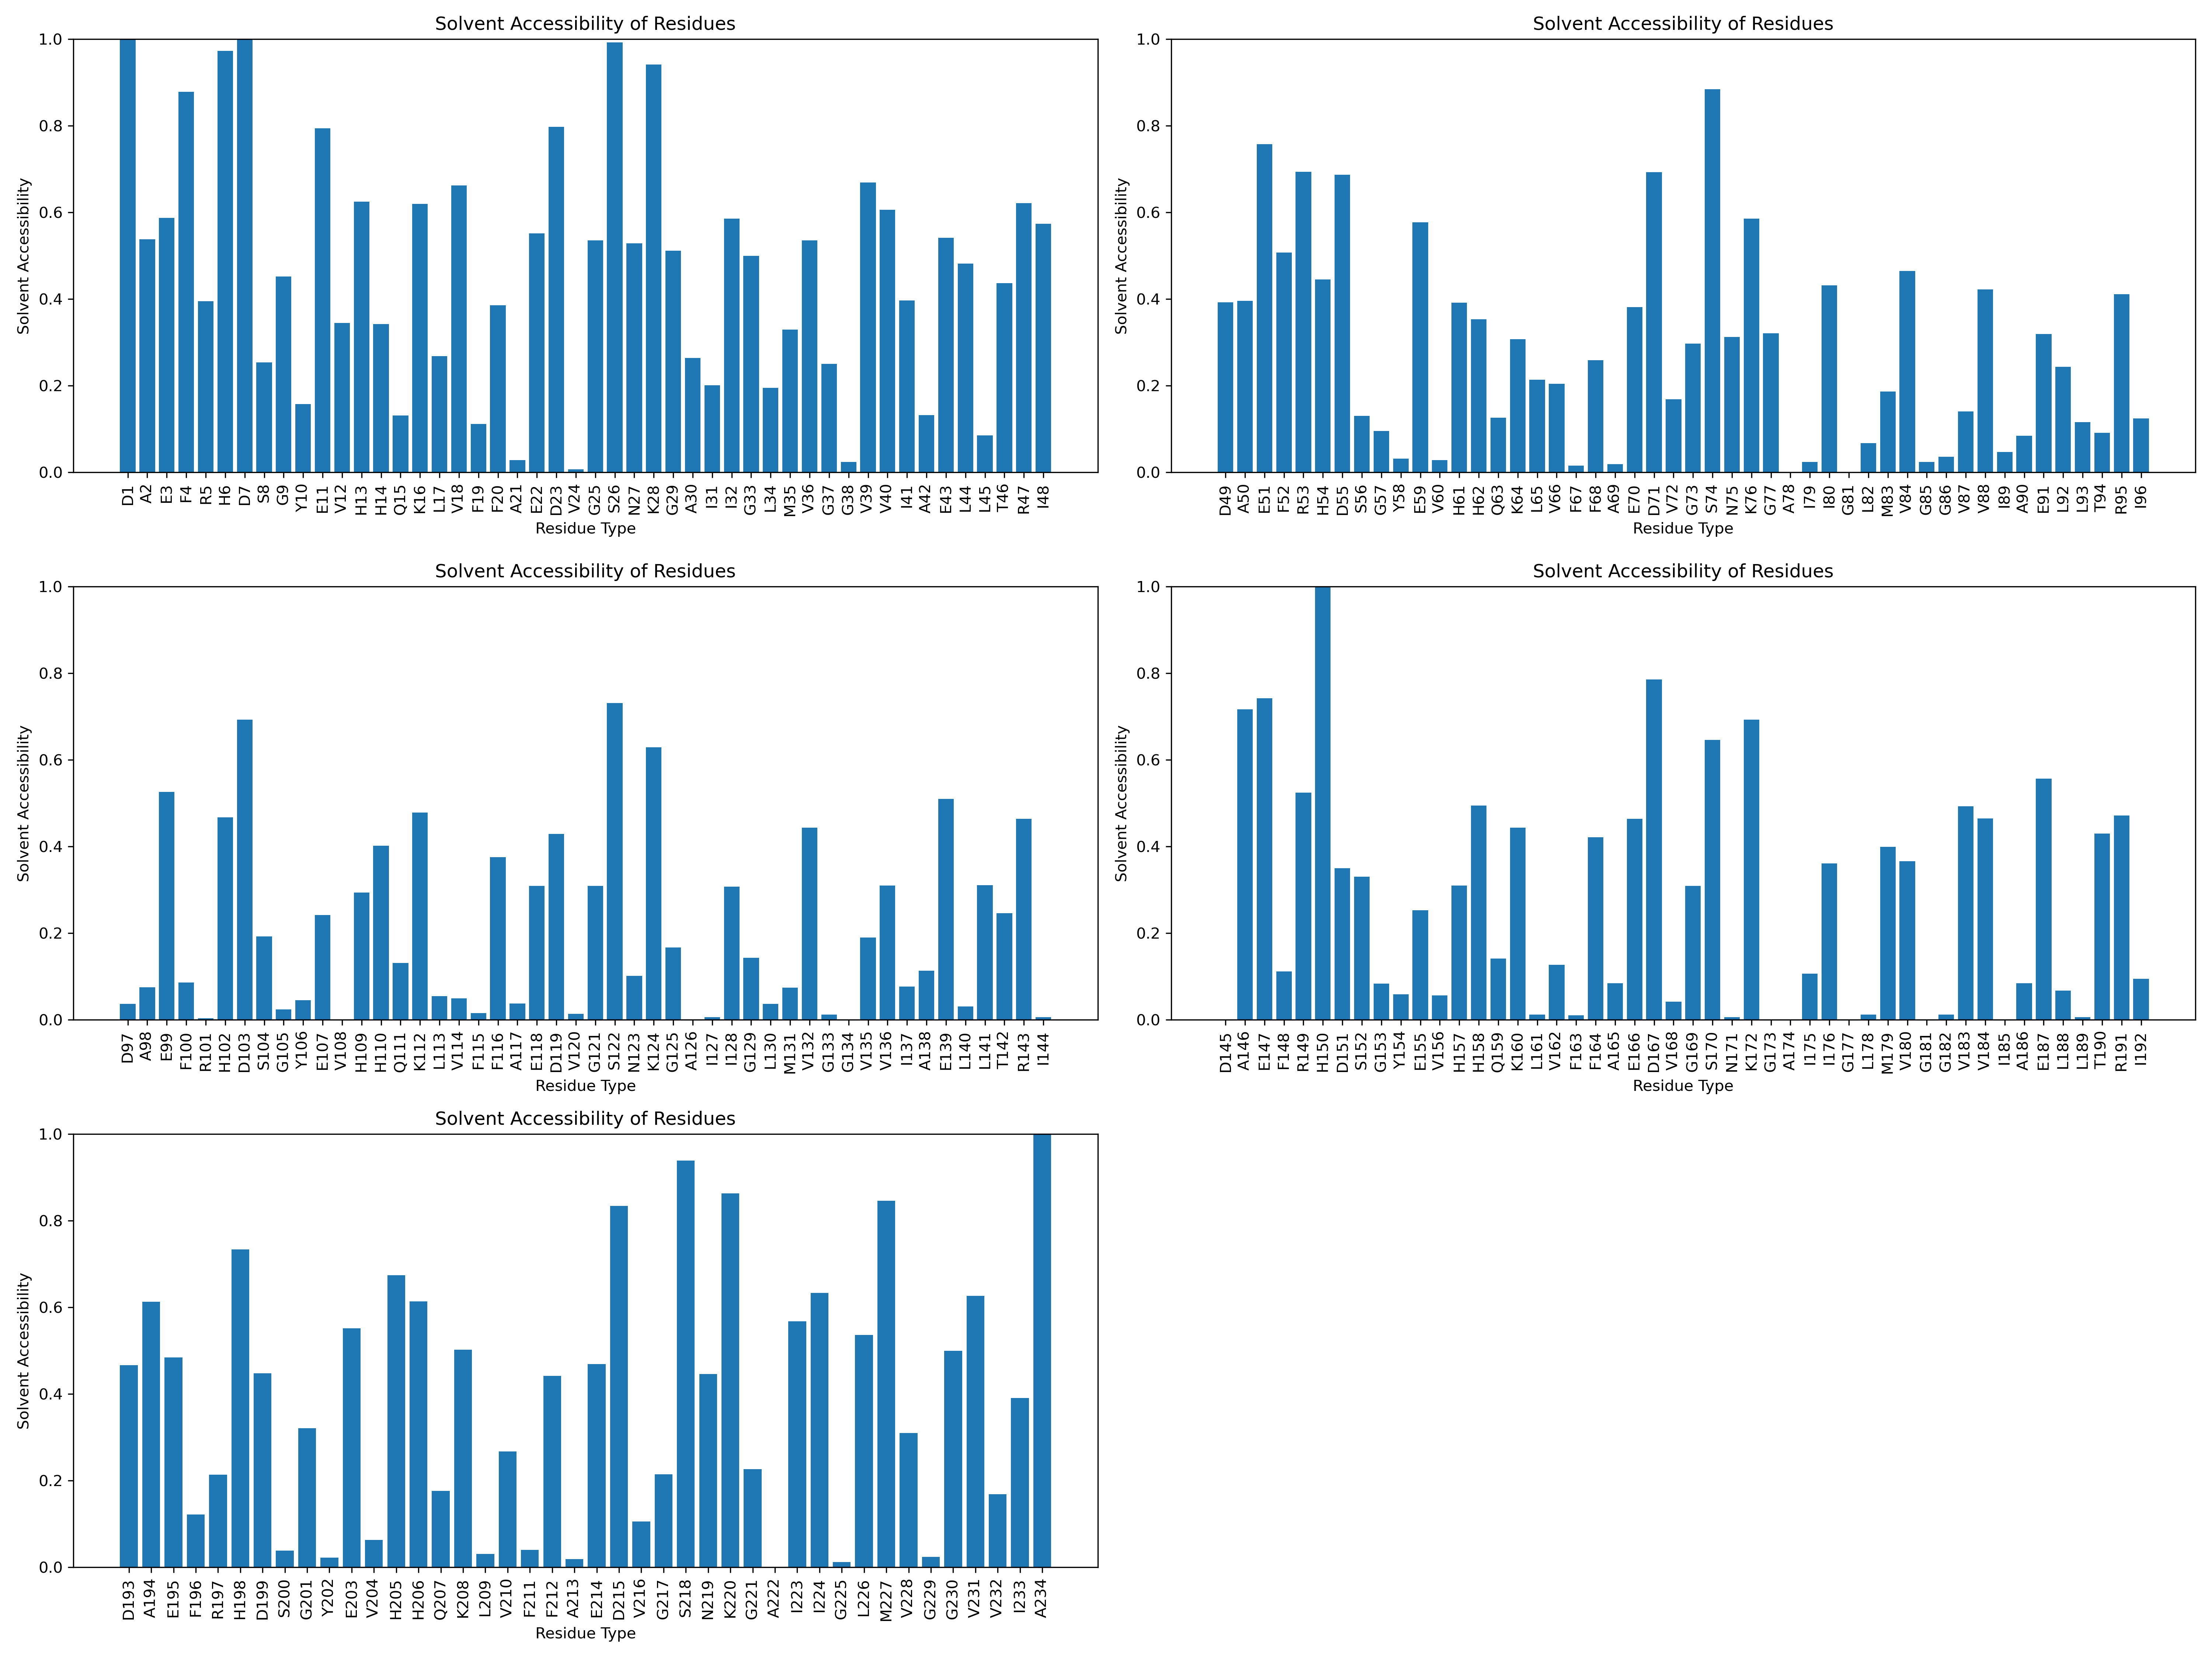 Solvent Accessibility of Residues
1.0
0.8
0.6
0.4
0.2
0.0
Solvent Accessibility
D1 A2 E3 F4 R5 H6 D7 S8 G9 Y10 E11 V12 H13 H14 Q15 K16 L17 V18 F19 F20 A21 E22 D23 V24 G25 S26 N27 K28 G29 A30 I31 I32 G33 L34 M35 V36 G37 G38 V39 V40 I41 A42 E43 L44 L45 T46 R47 I48
Residue Type
Solvent Accessibility of Residues
1.0
0.8
0.6
0.4
0.2
0.0
Solvent Accessibility
D49 A50 E51 F52 R53 H54 D55 S56 G57 Y58 E59 V60 H61 H62 Q63 K64 L65 V66 F67 F68 A69 E70 D71 V72 G73 S74 N75 K76 G77 A78 I79 I80 G81 L82 M83 V84 G85 G86 V87 V88 I89 A90 E91 L92 L93 T94 R95 I96
Residue Type
Solvent Accessibility of Residues
1.0
0.8
0.6
0.4
0.2
0.0
Solvent Accessibility
D97 A98 E99 F100 R101 H102 D103 S104 G105 Y106 E107 V108 H109 H110 Q111 K112 L113 V114 F115 F116 A117 E118 D119 V120 G121 S122 N123 K124 G125 A126 I127 I128 G129 L130 M131 V132 G133 G134 V135 V136 I137 A138 E139 L140 L141 T142 R143 I144
Residue Type
Solvent Accessibility of Residues
1.0
0.8
0.6
0.4
0.2
0.0
Solvent Accessibility
D145 A146 E147 F148 R149 H150 D151 S152 G153 Y154 E155 V156 H157 H158 Q159 K160 L161 V162 F163 F164 A165 E166 D167 V168 G169 S170 N171 K172 G173 A174 I175 I176 G177 L178 M179 V180 G181 G182 V183 V184 I185 A186 E187 L188 L189 T190 R191 I192
Residue Type
Solvent Accessibility of Residues
1.0
0.8
0.6
0.4
0.2
0.0
Solvent Accessibility
D193 A194 E195 F196 R197 H198 D199 S200 G201 Y202 E203 V204 H205 H206 Q207 K208 L209 V210 F211 F212 A213 E214 D215 V216 G217 S218 N219 K220 G221 A222 I223 I224 G225 L226 M227 V228 G229 G230 V231 V232 I233 A234
Residue Type